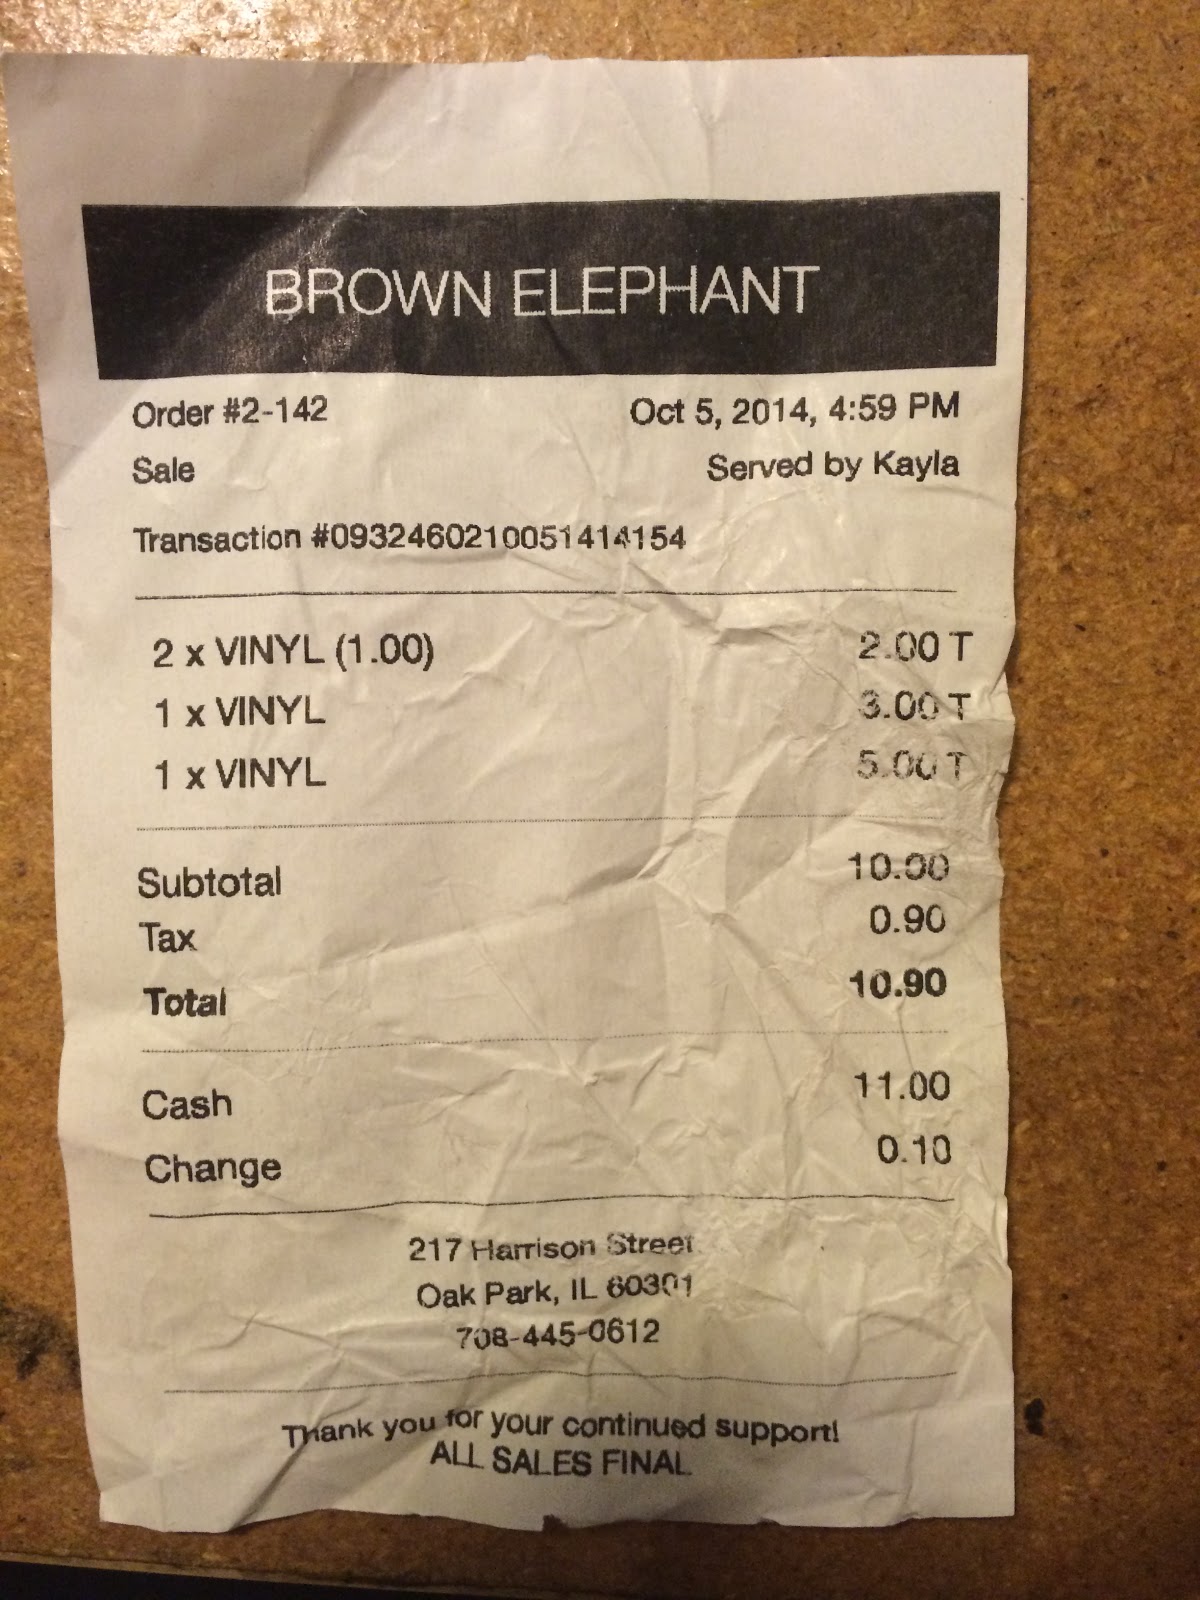 BROWN ELEPHANT
Order #2-142 Oct 5, 2014, 4:59 PM
Sale Served by Kayla
Transaction #0932460210051414154
2 x VINYL (1.00) 2.00 T
1 x VINYL 3.00 T
1 x VINYL 5.00 T
Subtotal 10.00
Tax 0.90
Total 10.90
Cash 11.00
Change 0.10
217 Harrison Street
Oak Park, IL 60301
708-445-0612
Thank you for your continued support!
ALL SALES FINAL